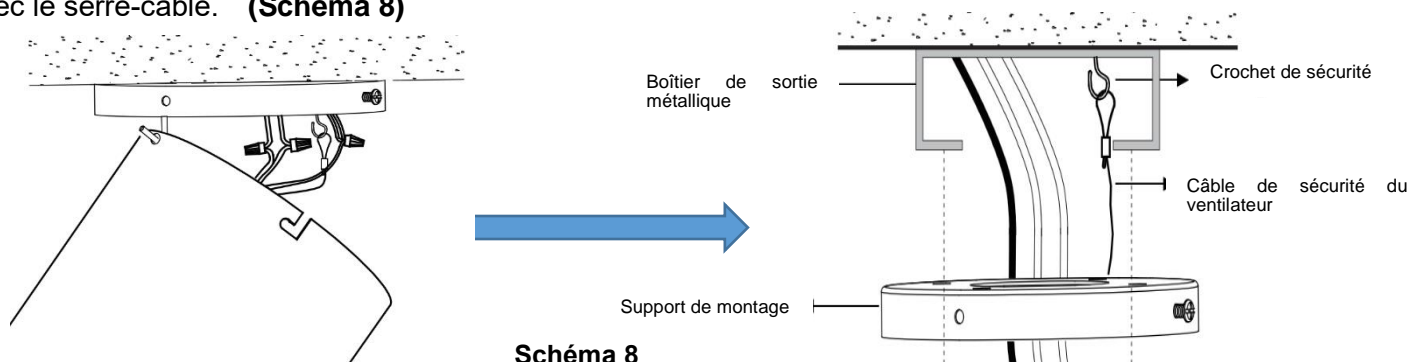 ec le serre-câble. (Schéma 8)
Boîtier de sortie
métallique
Crochet de sécurité
Câble de sécurité du
ventilateur
Support de montage
Schéma 8